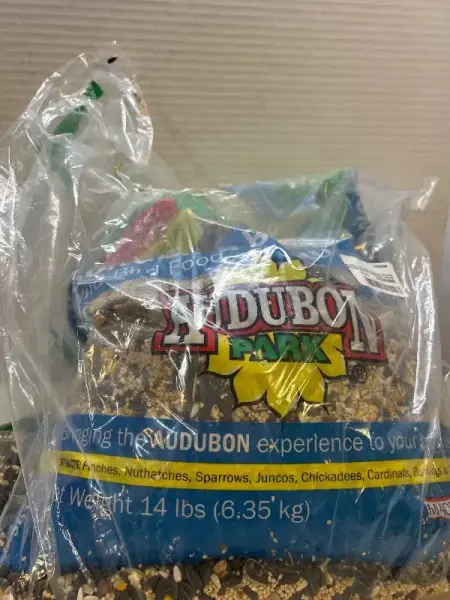 and Food
AUDUBON
PARK
Bringing the AUDUBON experience to your
Finches, Nuthatches, Sparrows, Juncos, Chickadees, Cardinals,
Weight 14 lbs (6.35 kg)